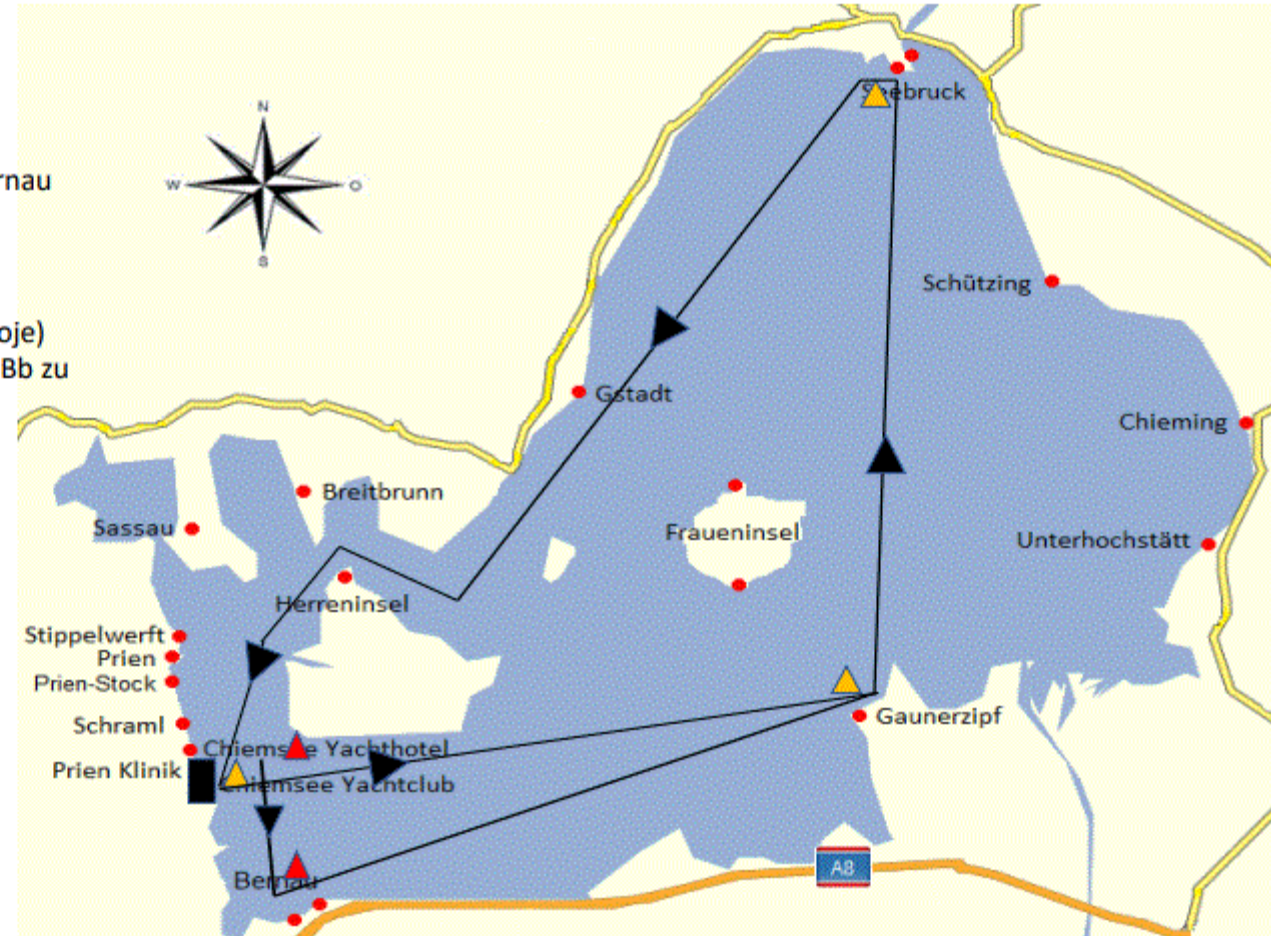 rnau
oje)
Bb zu
N
W
O
S
Seebruck
Schützing
Gstadt
Chieming
Breitbrunn
Sassau
Fraueninsel
Unterhochstätt
Herreninsel
Stippelwerft
Prien
Prien-Stock
Gaunerzipf
Schraml
Chiemsee Yachthotel
Prien Klinik
Chiemsee Yachtclub
Bernau
A8